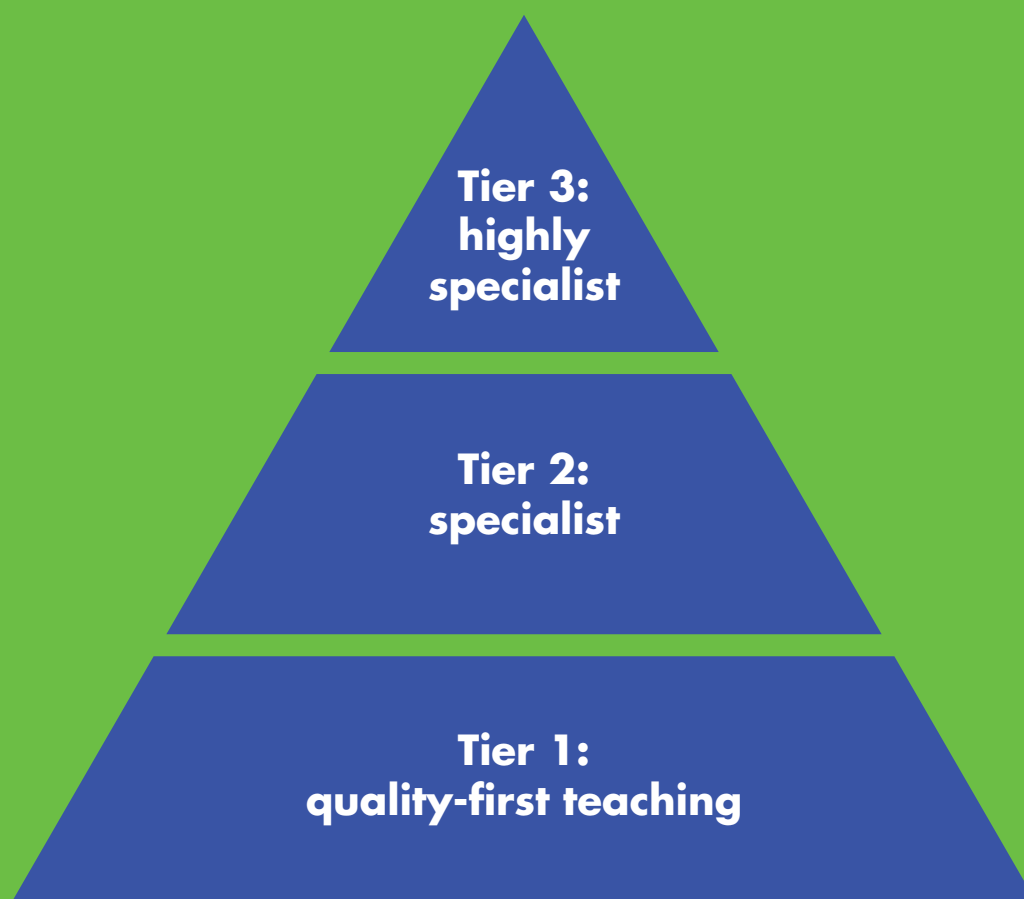 Tier 3:
highly
specialist
Tier 2:
specialist
Tier 1:
quality-first teaching